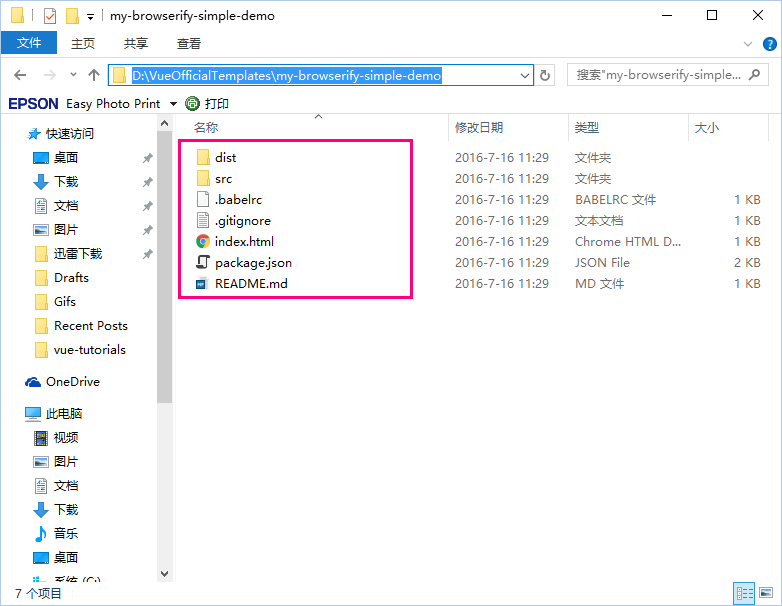 my-browserify-simple-demo
文件 主页 共享 查看
D:\VueOfficialTemplates\my-browserify-simple-demo 搜索"my-browserify-simple...
EPSON Easy Photo Print 打印
名称 修改日期 类型 大小
快速访问
桌面
下载
文档
图片
迅雷下载
Drafts
Gifs
Recent Posts
vue-tutorials
OneDrive
此电脑
视频
图片
文档
下载
音乐
桌面
系统 (C:)
dist 2016-7-16 11:29 文件夹
src 2016-7-16 11:29 文件夹
.babelrc 2016-7-16 11:29 BABELRC 文件 1 KB
.gitignore 2016-7-16 11:29 文本文档 1 KB
index.html 2016-7-16 11:29 Chrome HTML D... 1 KB
package.json 2016-7-16 11:29 JSON File 2 KB
README.md 2016-7-16 11:29 MD 文件 1 KB
7 个项目